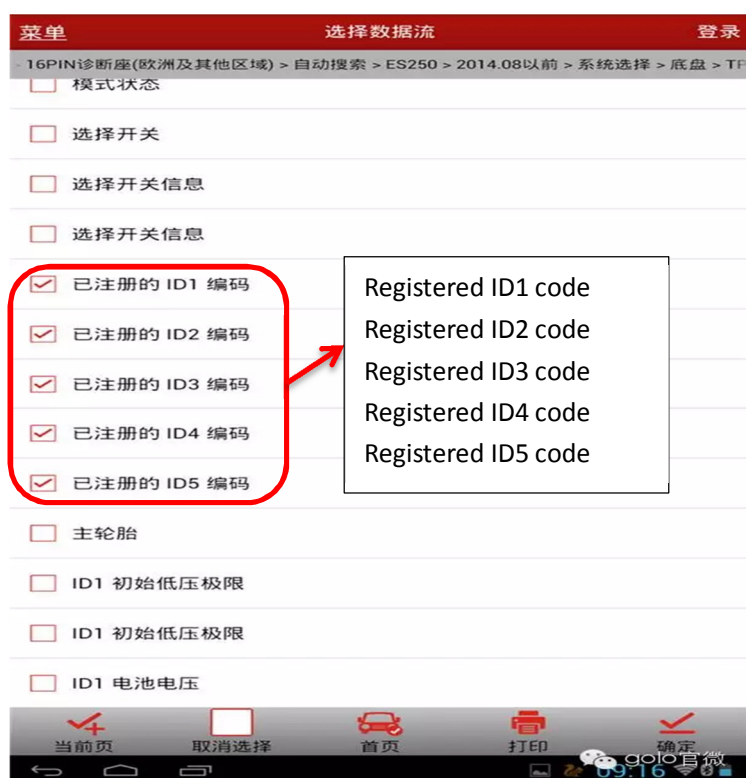 菜单 选择数据流 登录
16PIN诊断座(欧洲及其他区域) > 自动搜索 > ES250 > 2014.08以前 > 系统选择 > 底盘 >
模式状态
选择开关
选择开关信息
选择开关信息
已注册的 ID1 编码
已注册的 ID2 编码
已注册的 ID3 编码
已注册的 ID4 编码
已注册的 ID5 编码
Registered ID1 code
Registered ID2 code
Registered ID3 code
Registered ID4 code
Registered ID5 code
主轮胎
ID1 初始低压极限
ID1 初始低压极限
ID1 电池电压
当前页 取消选择 首页 打印 确定
golo官微
09:16